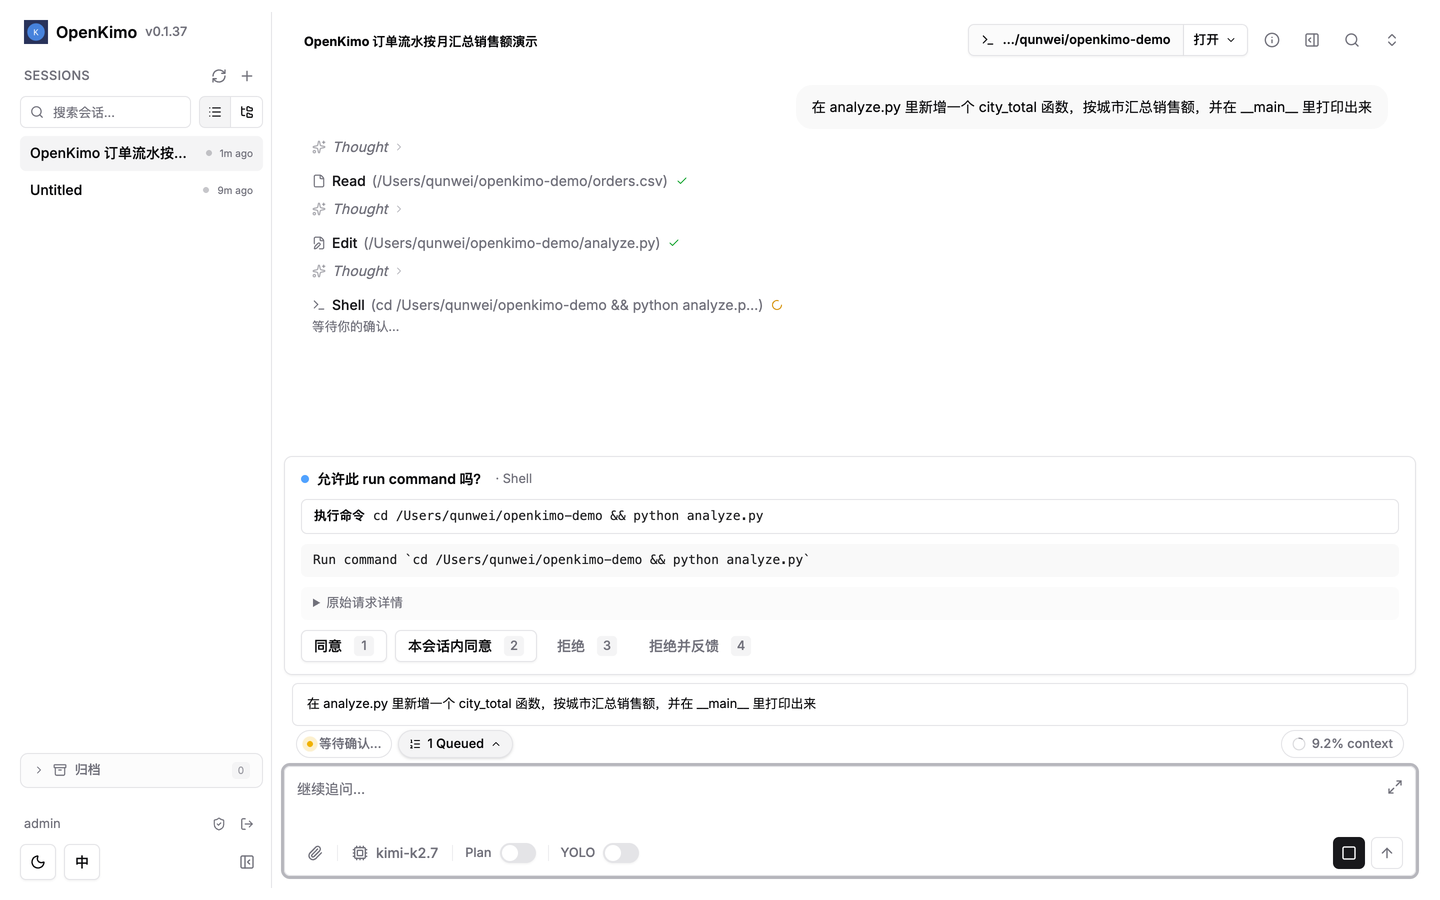 OpenKimo v0.1.37
SESSIONS
搜索会话...
OpenKimo 订单流水按... 1m ago
Untitled 9m ago
归档 0
admin
中
OpenKimo 订单流水按月汇总销售额演示
.../qunwei/openkimo-demo 打开
在 analyze.py 里新增一个 city_total 函数，按城市汇总销售额，并在 __main__ 里打印出来
Thought
Read (/Users/qunwei/openkimo-demo/orders.csv)
Thought
Edit (/Users/qunwei/openkimo-demo/analyze.py)
Thought
Shell (cd /Users/qunwei/openkimo-demo && python analyze.p...)
等待你的确认...
允许此 run command 吗? · Shell
执行命令 cd /Users/qunwei/openkimo-demo && python analyze.py
Run command `cd /Users/qunwei/openkimo-demo && python analyze.py`
原始请求详情
同意 1 本会话内同意 2 拒绝 3 拒绝并反馈 4
在 analyze.py 里新增一个 city_total 函数，按城市汇总销售额，并在 __main__ 里打印出来
等待确认... 1 Queued 9.2% context
继续追问...
kimi-k2.7 Plan YOLO